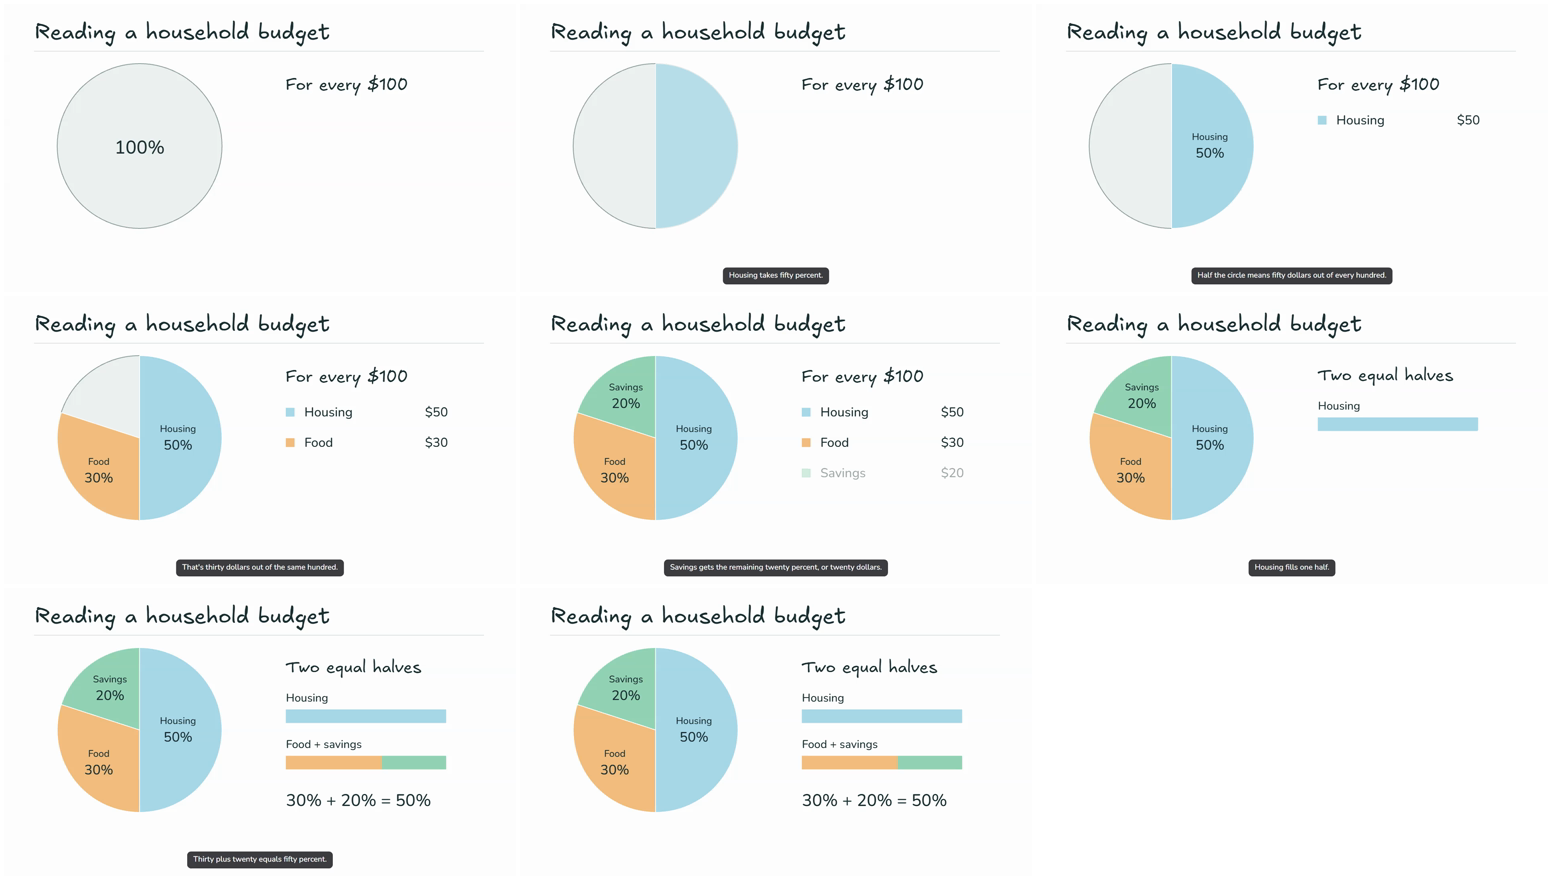 Reading a household budget
100%
For every $100
Reading a household budget
For every $100
Housing takes fifty percent.
Reading a household budget
Housing
50%
For every $100
Housing $50
Half the circle means fifty dollars out of every hundred.
Reading a household budget
Housing
50%
Food
30%
For every $100
Housing $50
Food $30
That's thirty dollars out of the same hundred.
Reading a household budget
Savings
20%
Housing
50%
Food
30%
For every $100
Housing $50
Food $30
Savings $20
Savings gets the remaining twenty percent, or twenty dollars.
Reading a household budget
Savings
20%
Housing
50%
Food
30%
Two equal halves
Housing
Housing fills one half.
Reading a household budget
Savings
20%
Housing
50%
Food
30%
Two equal halves
Housing
Food + savings
30% + 20% = 50%
Thirty plus twenty equals fifty percent.
Reading a household budget
Savings
20%
Housing
50%
Food
30%
Two equal halves
Housing
Food + savings
30% + 20% = 50%